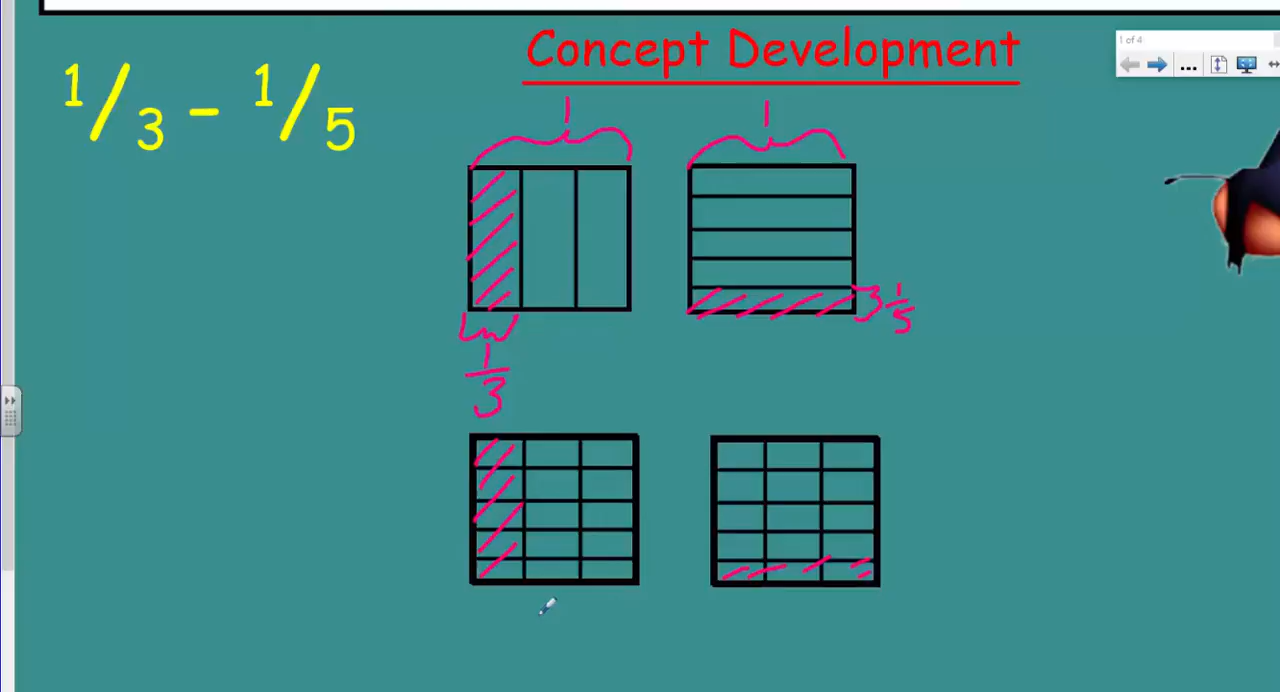 Concept Development
1 of 4
1/3 - 1/5
1
1
1/5
1/3
...